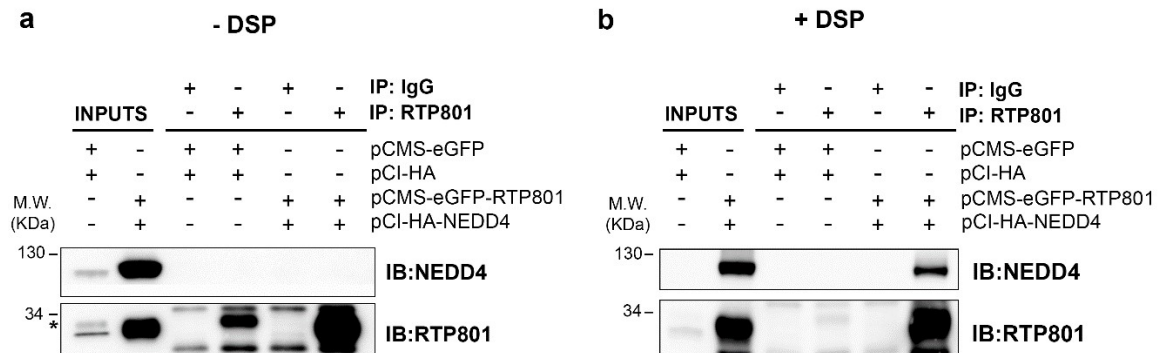 a
- DSP
+ - + - IP: IgG
INPUTS - + - + IP: RTP801
+ - + + - - pCMS-eGFP
+ - + + - - pCI-HA
M.W. - + - - + + pCMS-eGFP-RTP801
(KDa) - + - - + + pCI-HA-NEDD4
130 –
IB:NEDD4
34 –
*
IB:RTP801
b
+ DSP
+ - + - IP: IgG
INPUTS - + - + IP: RTP801
+ - + + - - pCMS-eGFP
+ - + + - - pCI-HA
M.W. - + - - + + pCMS-eGFP-RTP801
(KDa) - + - - + + pCI-HA-NEDD4
130 –
IB:NEDD4
34 –
IB:RTP801